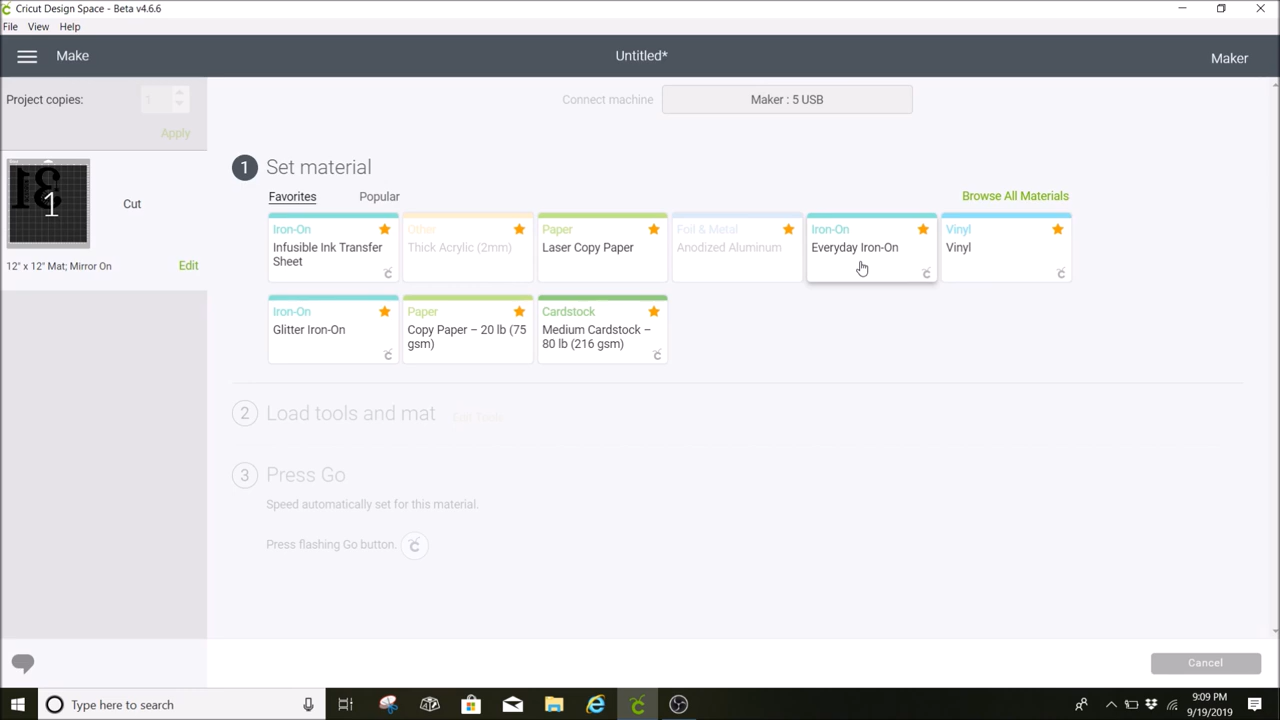 Cricut Design Space - Beta v4.6.6
File View Help
Make
Untitled*
Maker
Project copies:
1
Apply
Connect machine
Maker : 5 USB
31
1
Cut
12" x 12" Mat; Mirror On
Edit
1 Set material
Favorites Popular
Browse All Materials
Iron-On
Infusible Ink Transfer
Sheet
Other
Thick Acrylic (2mm)
Paper
Laser Copy Paper
Foil & Metal
Anodized Aluminum
Iron-On
Everyday Iron-On
Vinyl
Vinyl
Iron-On
Glitter Iron-On
Paper
Copy Paper – 20 lb (75
gsm)
Cardstock
Medium Cardstock –
80 lb (216 gsm)
2 Load tools and mat
Edit Tools
3 Press Go
Speed automatically set for this material.
Press flashing Go button.
Cancel
Type here to search
9:09 PM
9/19/2019